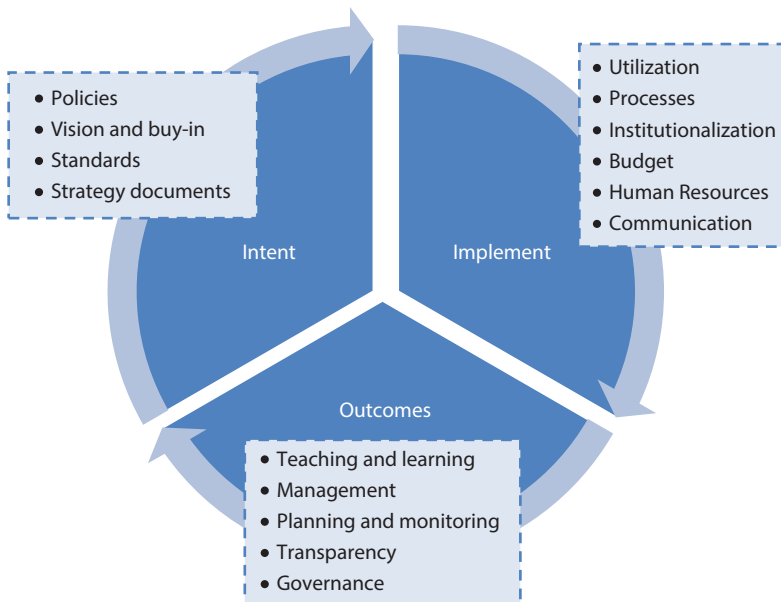 • Policies
• Vision and buy-in
• Standards
• Strategy documents
Intent
• Utilization
• Processes
• Institutionalization
• Budget
• Human Resources
• Communication
Implement
Outcomes
• Teaching and learning
• Management
• Planning and monitoring
• Transparency
• Governance